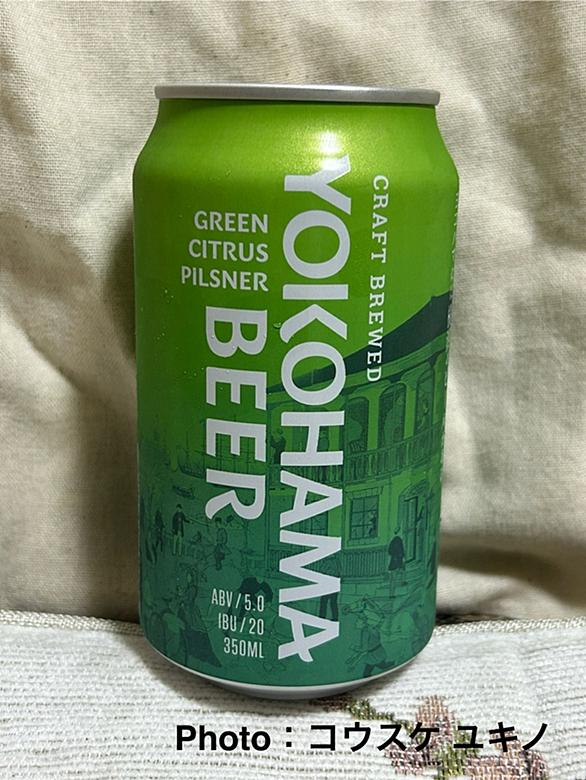 CRAFT BREWED
YOKOHAMA
BEER
GREEN
CITRUS
PILSNER
ABV / 5.0
IBU / 20
350ML
Photo：コウスケ ユキノ